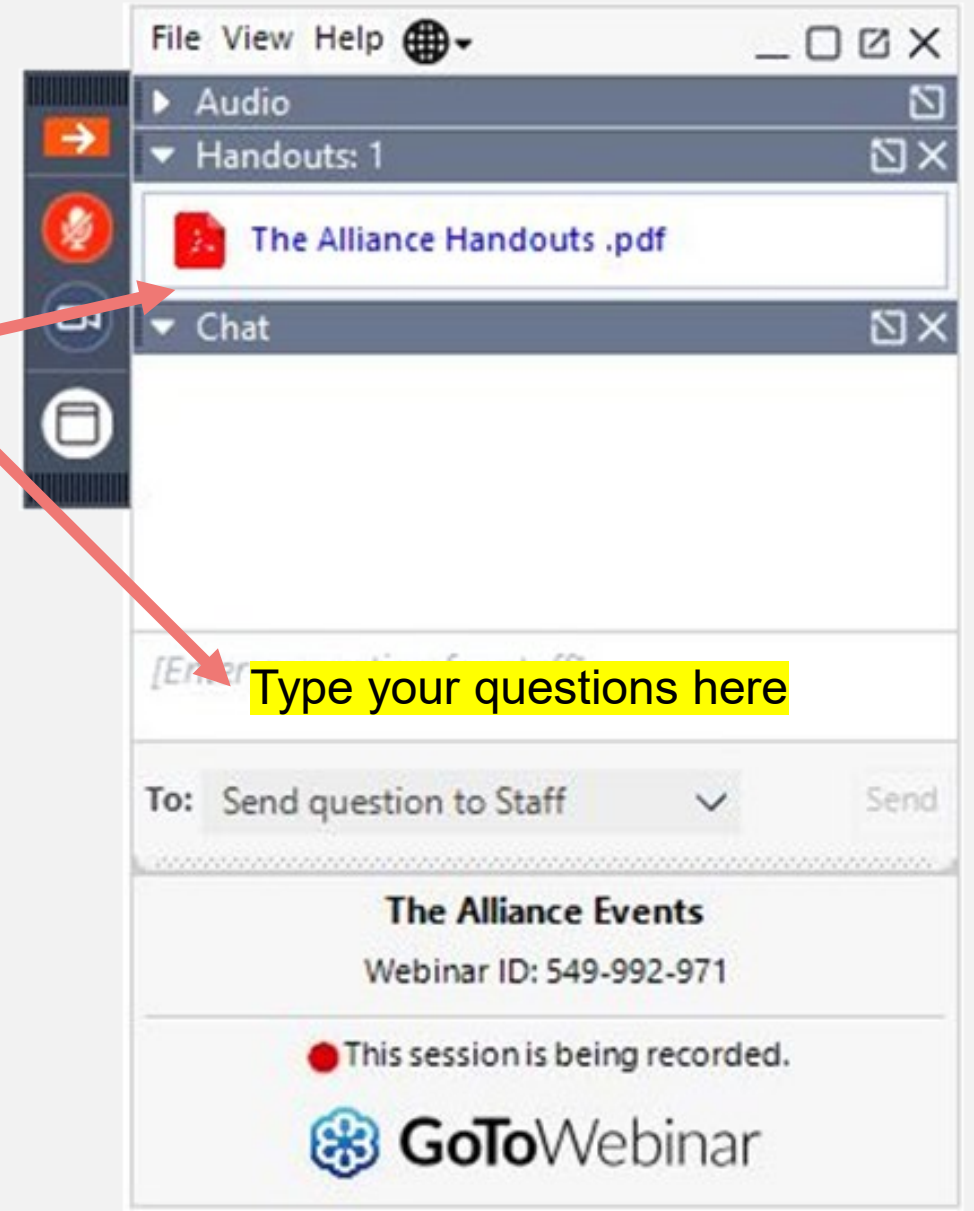 File View Help
Audio
Handouts: 1
The Alliance Handouts .pdf
Chat
Type your questions here
To: Send question to Staff Send
The Alliance Events
Webinar ID: 549-992-971
This session is being recorded.
GoToWebinar